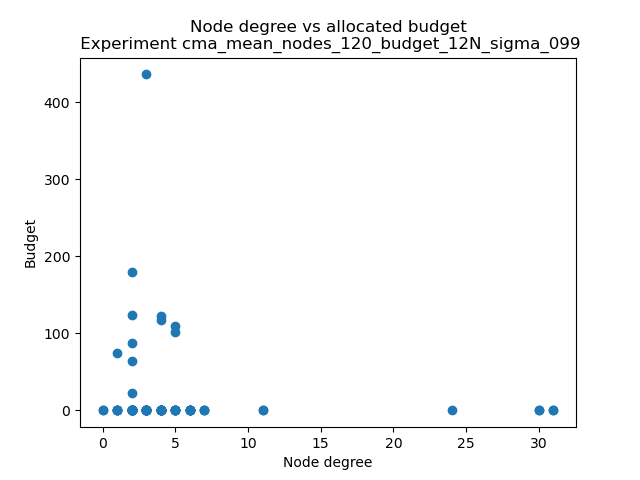 Node degree vs allocated budget
Experiment cma_mean_nodes_120_budget_12N_sigma_099
Budget
400
300
200
100
0
0 5 10 15 20 25 30
Node degree